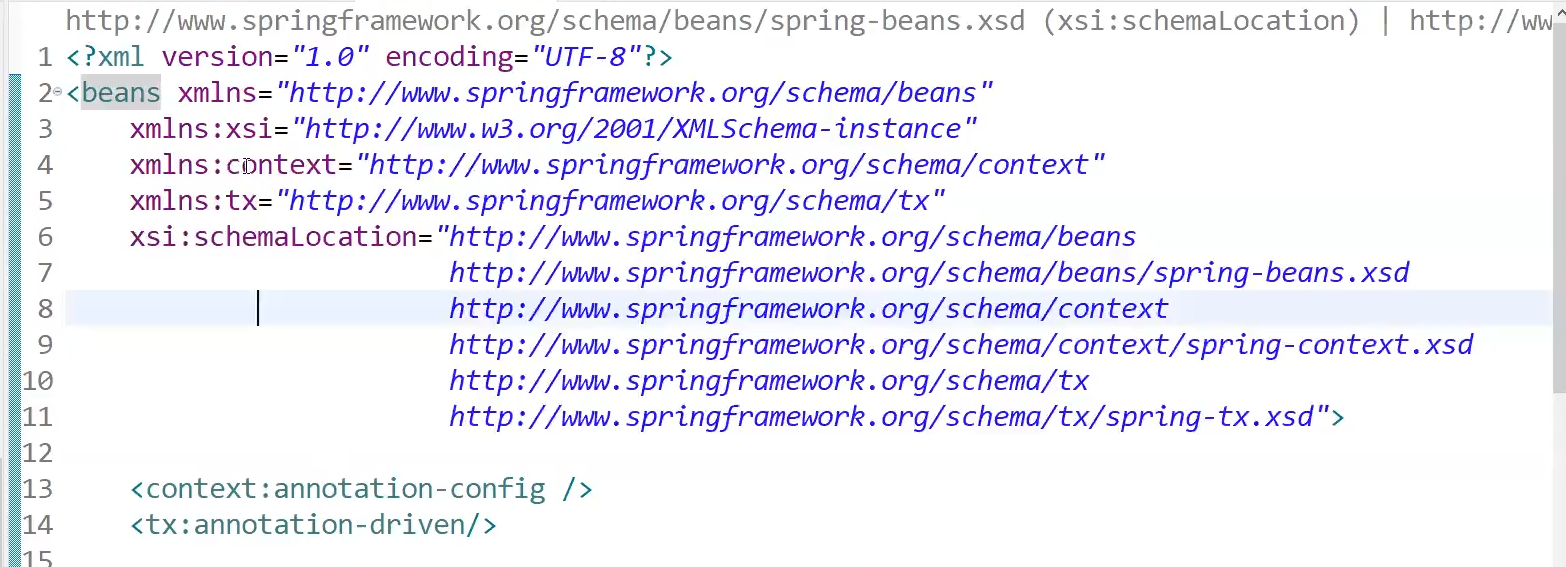 http://www.springframework.org/schema/beans/spring-beans.xsd (xsi:schemaLocation) | http://ww
1 <?xml version="1.0" encoding="UTF-8"?>
2 <beans xmlns="http://www.springframework.org/schema/beans"
3 xmlns:xsi="http://www.w3.org/2001/XMLSchema-instance"
4 xmlns:context="http://www.springframework.org/schema/context"
5 xmlns:tx="http://www.springframework.org/schema/tx"
6 xsi:schemaLocation="http://www.springframework.org/schema/beans
7 http://www.springframework.org/schema/beans/spring-beans.xsd
8 http://www.springframework.org/schema/context
9 http://www.springframework.org/schema/context/spring-context.xsd
10 http://www.springframework.org/schema/tx
11 http://www.springframework.org/schema/tx/spring-tx.xsd">
12
13 <context:annotation-config />
14 <tx:annotation-driven/>
15